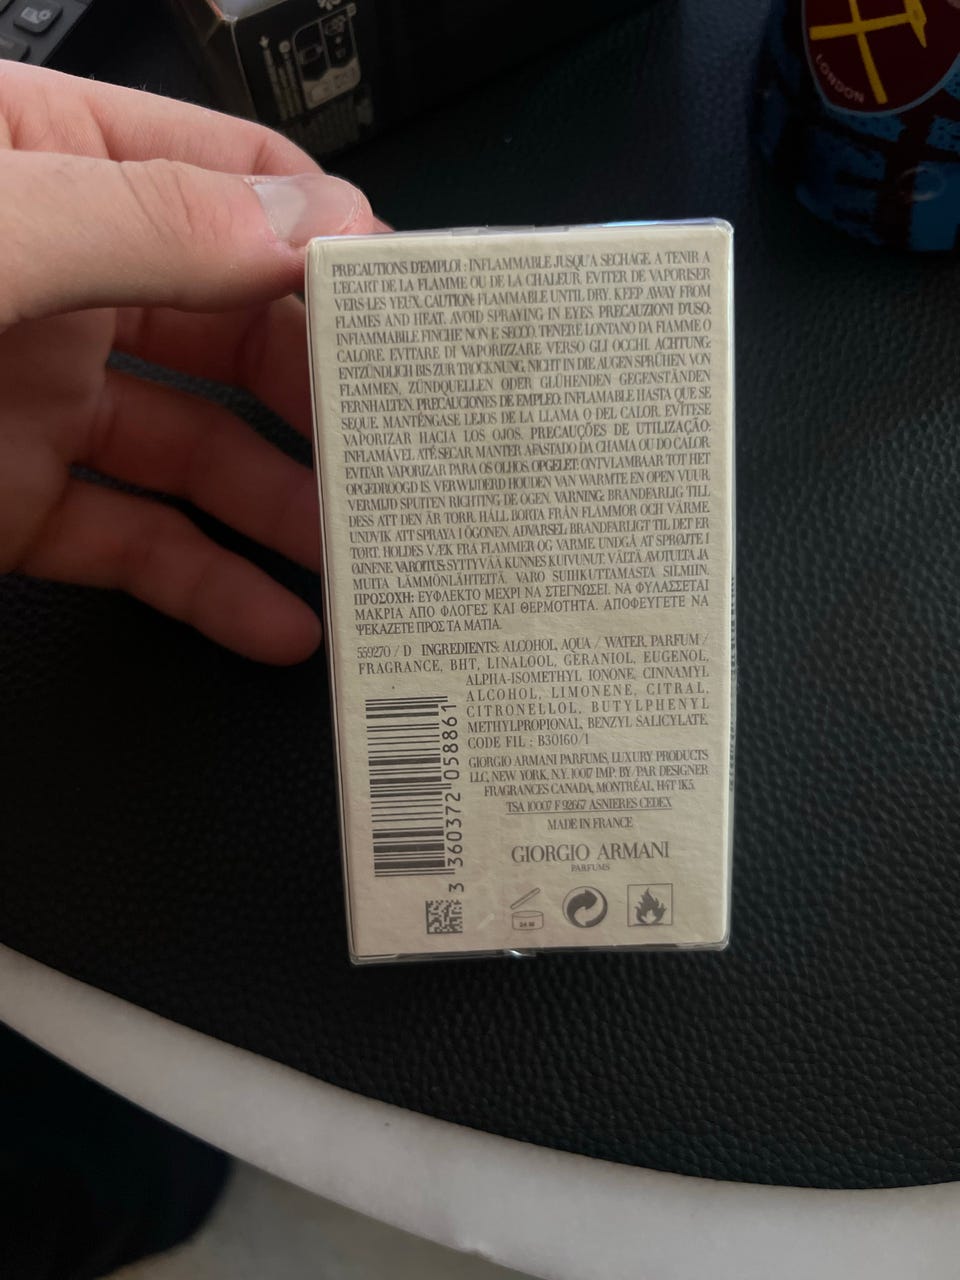 LONDON
PRECAUTIONS D'EMPLOI : INFLAMMABLE JUSQU'A SECHAGE. A TENIR A
L'ECART DE LA FLAMME OU DE LA CHALEUR. EVITER DE VAPORISER
VERS LES YEUX. CAUTION: FLAMMABLE UNTIL DRY. KEEP AWAY FROM
FLAMES AND HEAT. AVOID SPRAYING IN EYES. PRECAUZIONI D'USO:
INFIAMMABILE FINCHE NON E SECCO, TENERE LONTANO DA FIAMME O
CALORE. EVITARE DI VAPORIZZARE VERSO GLI OCCHI. ACHTUNG:
ENTZÜNDLICH BIS ZUR TROCKNUNG, NICHT IN DIE AUGEN SPRÜHEN. VON
FLAMMEN, ZÜNDQUELLEN ODER GLÜHENDEN GEGENSTÄNDEN
FERNHALTEN. PRECAUCIONES DE EMPLEO: INFLAMABLE HASTA QUE SE
SEQUE. MANTÉNGASE LEJOS DE LA LLAMA O DEL CALOR. EVÍTESE
VAPORIZAR HACIA LOS OJOS. PRECAUÇÕES DE UTILIZAÇÃO:
INFLAMÁVEL ATÉ SECAR MANTER AFASTADO DA CHAMA OU DO CALOR.
EVITAR VAPORIZAR PARA OS OLHOS. OPGELET: ONTVLAMBAAR TOT HET
OPGEDROOGD IS. VERWIJDERD HOUDEN VAN WARMTE EN OPEN VUUR.
VERMIJD SPUITEN RICHTING DE OGEN. VARNING: BRANDFARLIG TILL
DESS ATT DEN ÄR TORR. HÅLL BORTA FRÅN FLAMMOR OCH VÄRME.
UNDVIK ATT SPRAYA I ÖGONEN. ADVARSEL: BRANDFARLIGT TIL DET ER
TØRT. HOLDES VÆK FRA FLAMMER OG VARME. UNDGÅ AT SPRØJTE I
ØJNENE. VAROITUS: SYTTYVÄÄ KUNNES KUIVUNUT. VÄLTÄ AVOTULTA JA
MUITA LÄMMÖNLÄHTEITÄ. VARO SUIHKUTTAMASTA SILMIIN.
ΠΡΟΣΟΧΗ: ΕΥΦΛΕΚΤΟ ΜΕΧΡΙ ΝΑ ΣΤΕΓΝΩΣΕΙ. ΝΑ ΦΥΛΑΣΣΕΤΑΙ
ΜΑΚΡΙΑ ΑΠΟ ΦΛΟΓΕΣ ΚΑΙ ΘΕΡΜΟΤΗΤΑ. ΑΠΟΦΕΥΓΕΤΕ ΝΑ
ΨΕΚΑΖΕΤΕ ΠΡΟΣ ΤΑ ΜΑΤΙΑ.
559270 / D INGREDIENTS: ALCOHOL, AQUA / WATER, PARFUM /
FRAGRANCE, BHT, LINALOOL, GERANIOL, EUGENOL,
ALPHA-ISOMETHYL IONONE, CINNAMYL
ALCOHOL, LIMONENE, CITRAL,
CITRONELLOL, BUTYLPHENYL
METHYLPROPIONAL, BENZYL SALICYLATE.
CODE FIL : B30160/1
GIORGIO ARMANI PARFUMS, LUXURY PRODUCTS
LLC, NEW YORK, N.Y. 10017 IMP. BY/PAR DESIGNER
FRAGRANCES CANADA, MONTRÉAL, H4T 1K5.
TSA 10007 F 92667 ASNIERES CEDEX
MADE IN FRANCE
GIORGIO ARMANI
PARFUMS
3 360372 058861
24 M